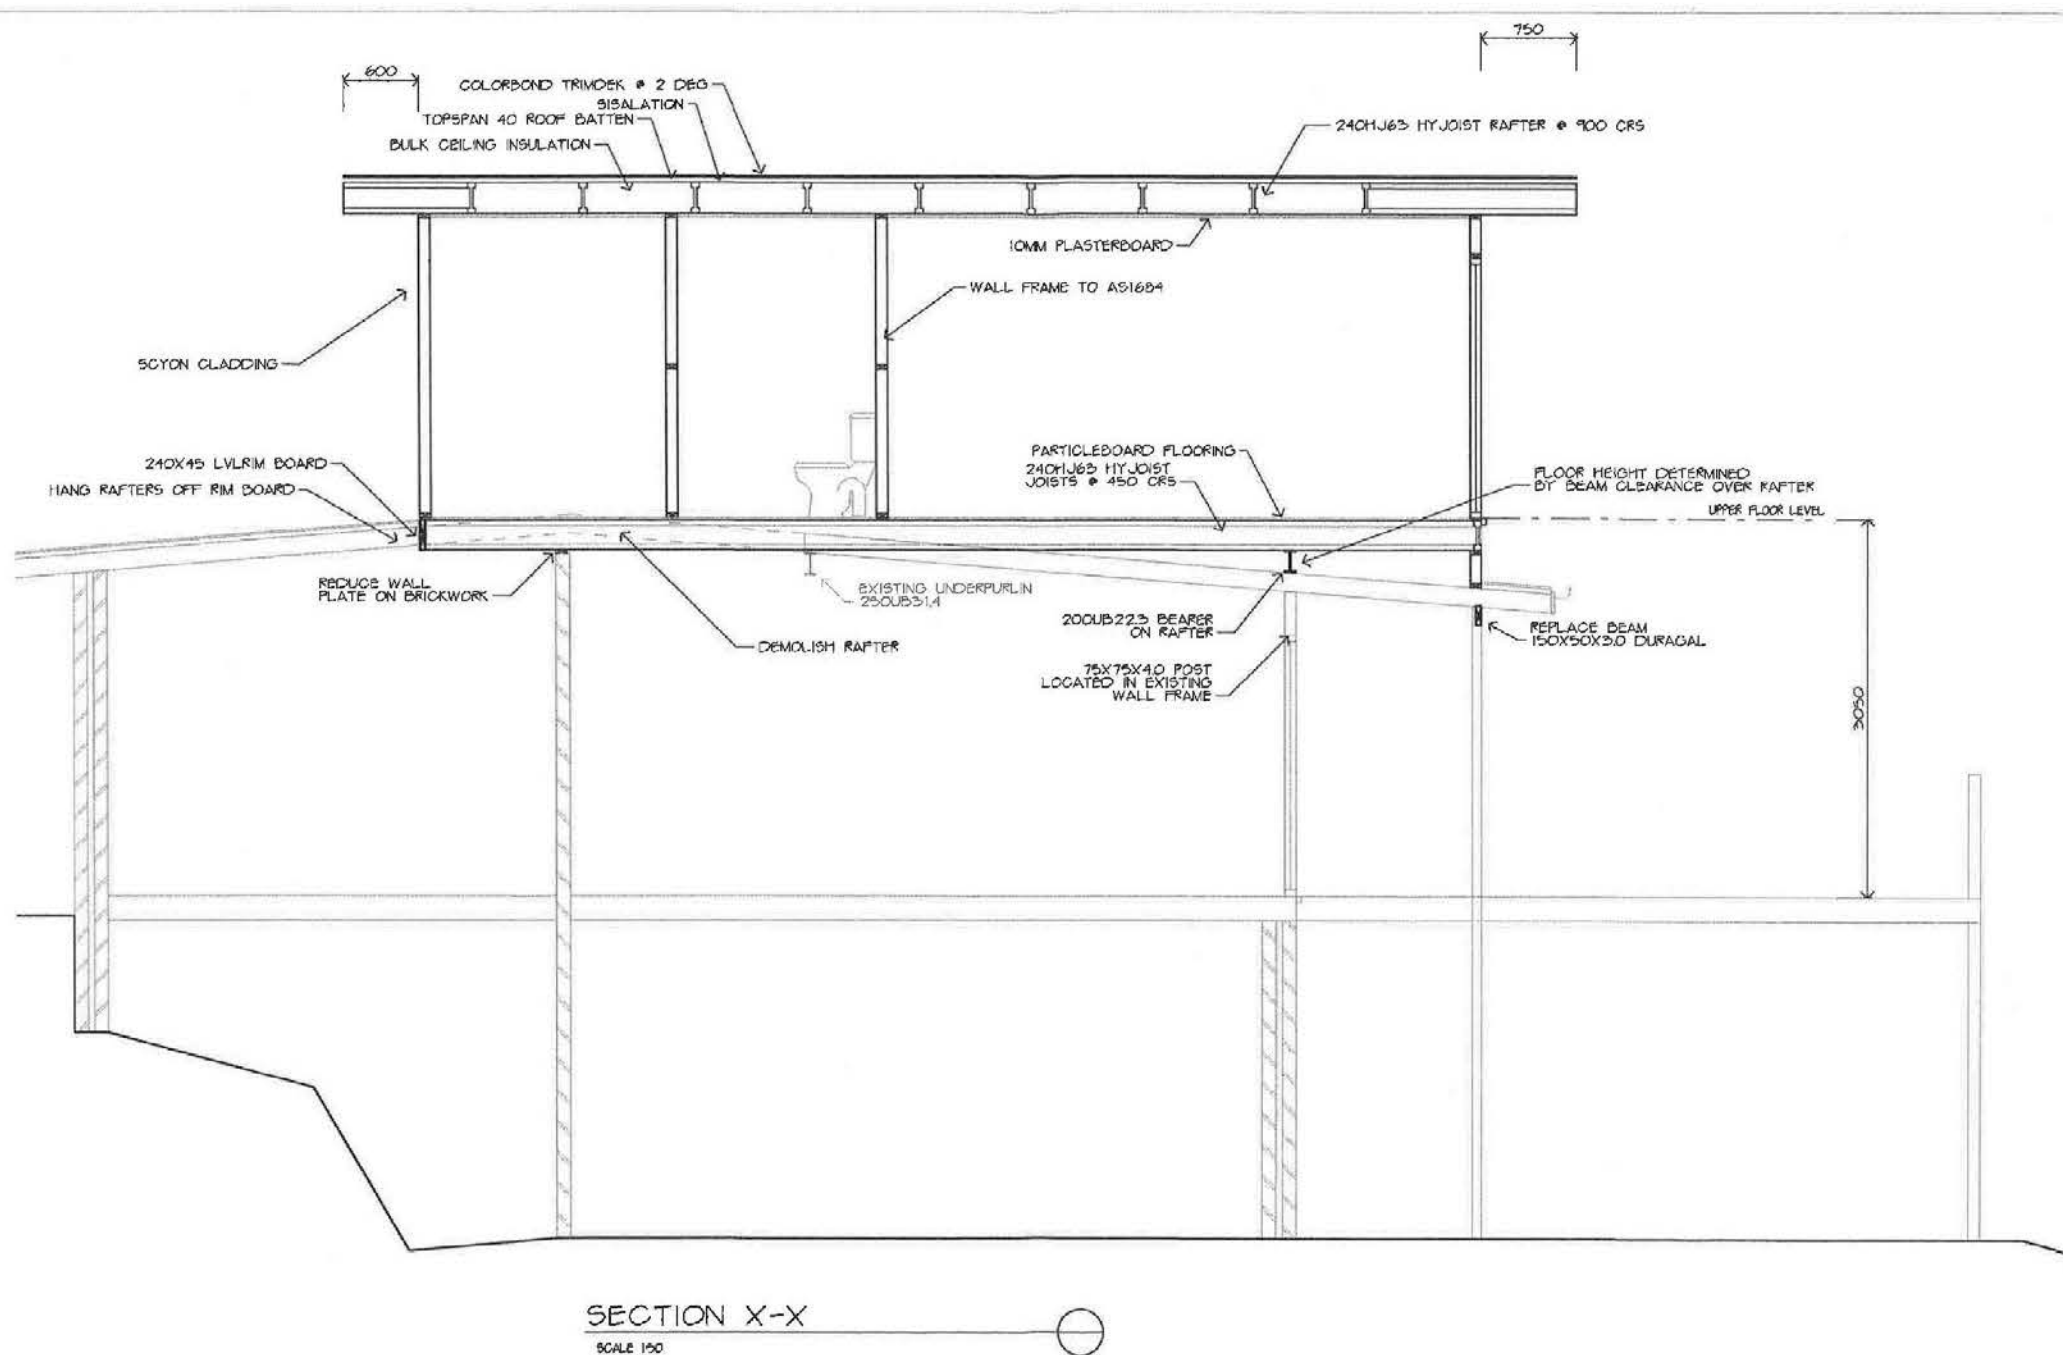 750
600
COLORBOND TRIMDEK @ 2 DEG
SISALATION
TOPSPAN 40 ROOF BATTEN
BULK CEILING INSULATION
240HJ63 HYJOIST RAFTER @ 900 CRS
10MM PLASTERBOARD
WALL FRAME TO AS1684
SCYON CLADDING
240X45 LVLRIM BOARD
HANG RAFTERS OFF RIM BOARD
PARTICLEBOARD FLOORING
240HJ63 HYJOIST
JOISTS @ 450 CRS
FLOOR HEIGHT DETERMINED
BY BEAM CLEARANCE OVER RAFTER
UPPER FLOOR LEVEL
REDUCE WALL
PLATE ON BRICKWORK
EXISTING UNDERPURLIN
250UB31.4
DEMOLISH RAFTER
200UB22.3 BEARER
ON RAFTER
REPLACE BEAM
150X50X3.0 DURAGAL
75X75X4.0 POST
LOCATED IN EXISTING
WALL FRAME
3050
SECTION X-X
SCALE 1:50